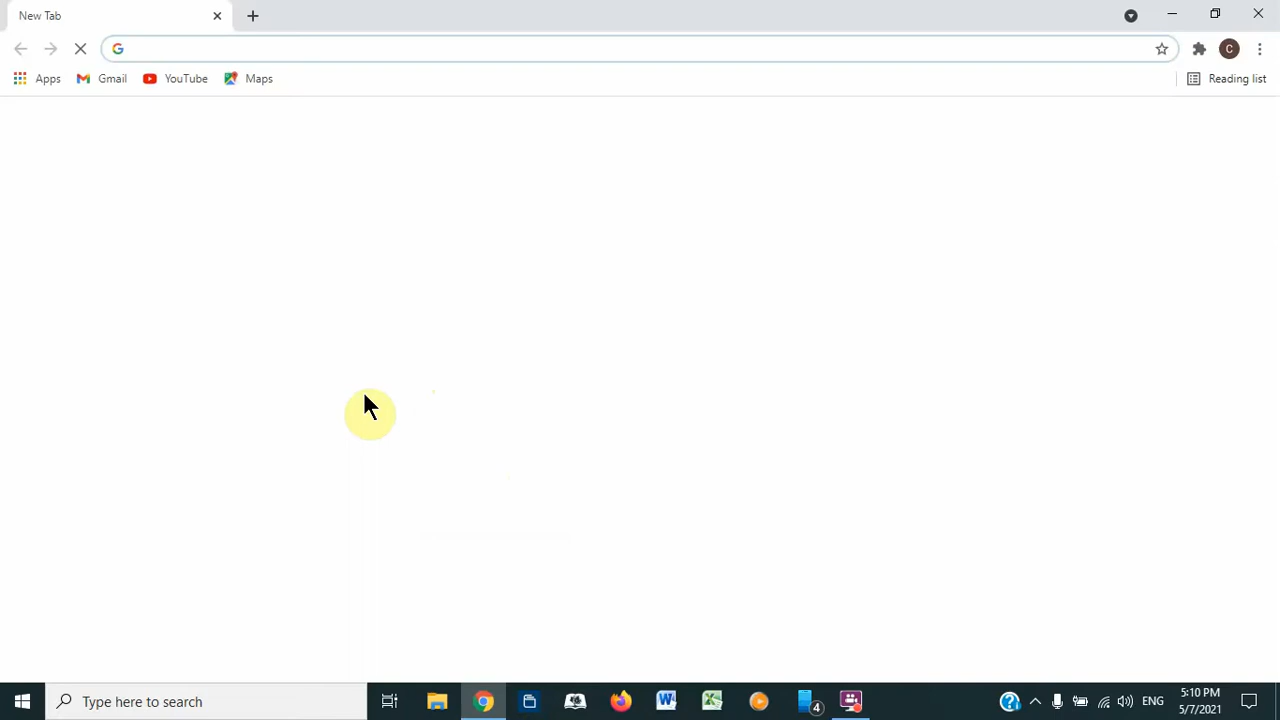 New Tab
C
Apps
Gmail
YouTube
Maps
Reading list
Type here to search
4
ENG
5:10 PM
5/7/2021